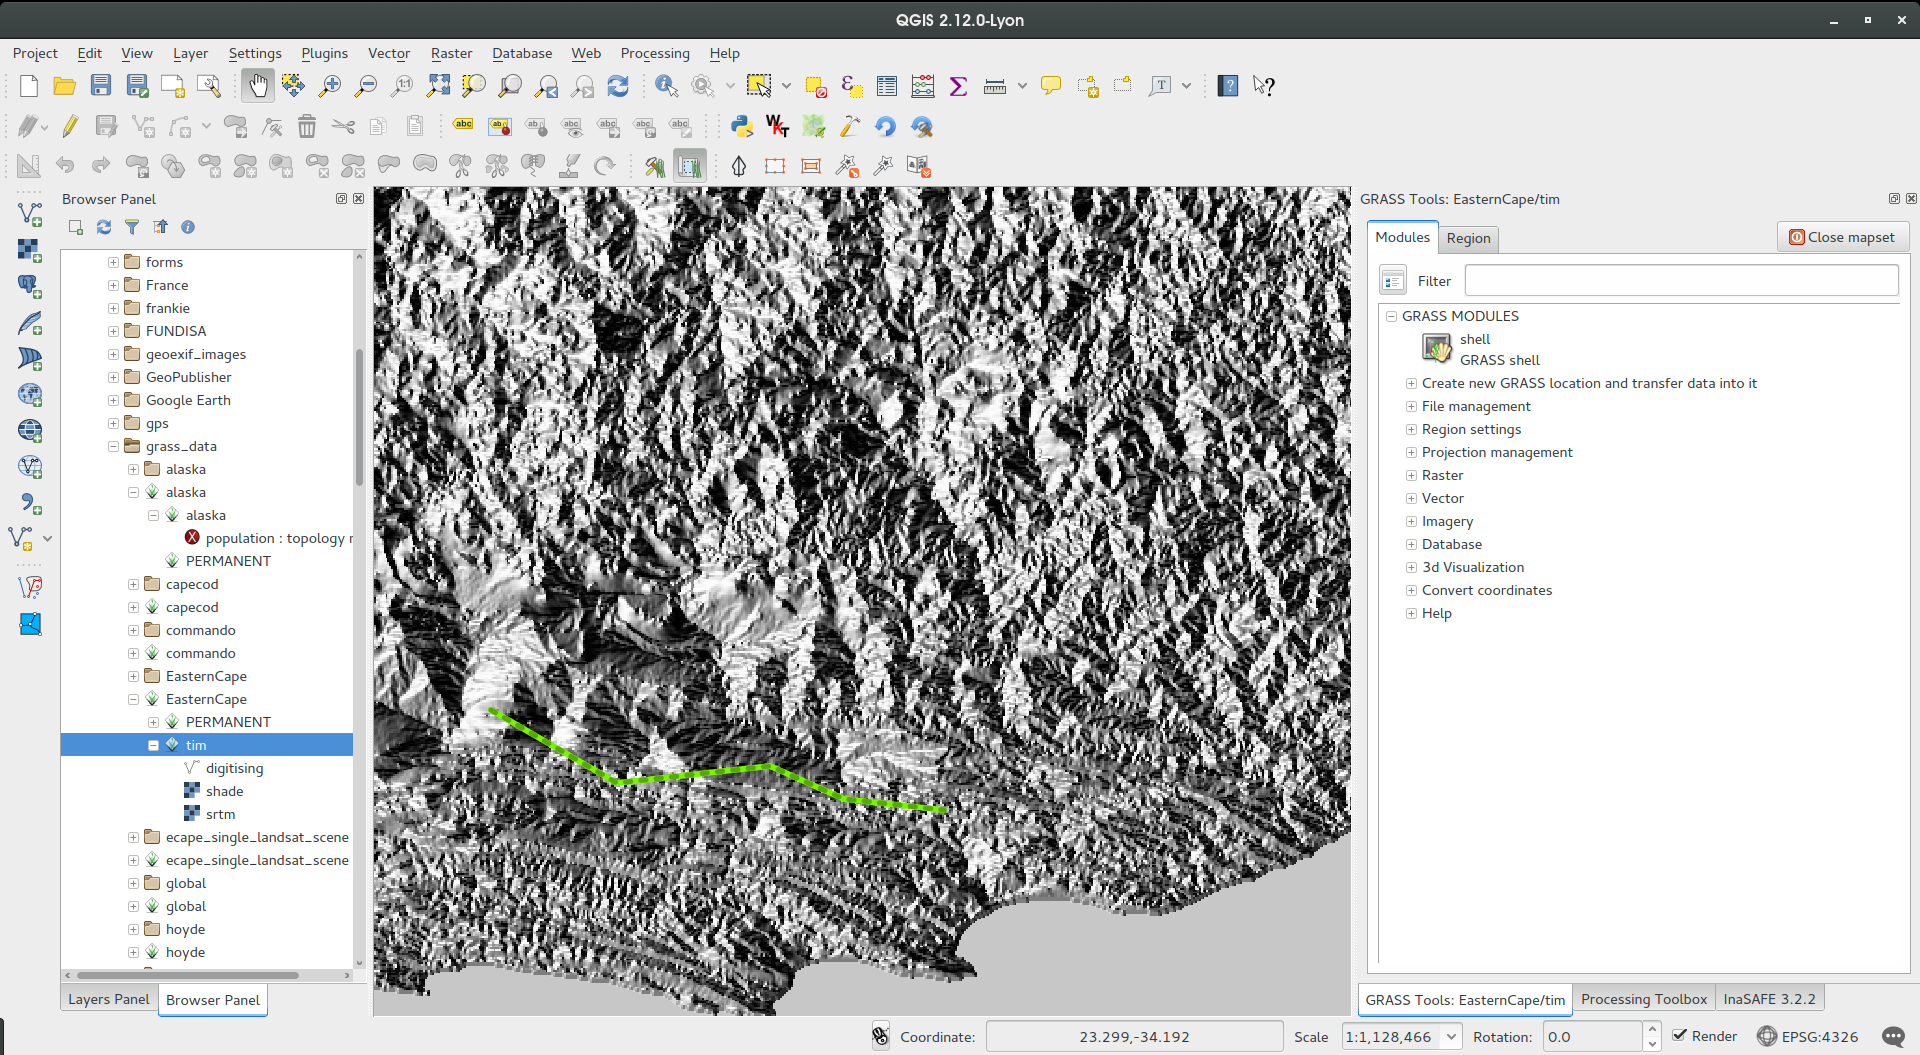 QGIS 2.12.0-Lyon
Project Edit View Layer Settings Plugins Vector Raster Database Web Processing Help
Browser Panel
forms
France
frankie
FUNDISA
geoexif_images
GeoPublisher
Google Earth
gps
grass_data
alaska
alaska
alaska
population : topology
PERMANENT
capecod
capecod
commando
commando
EasternCape
EasternCape
PERMANENT
tim
digitising
shade
srtm
ecape_single_landsat_scene
ecape_single_landsat_scene
global
global
hoyde
hoyde
Layers Panel Browser Panel
GRASS Tools: EasternCape/tim
Modules Region Close mapset
Filter
GRASS MODULES
shell
GRASS shell
Create new GRASS location and transfer data into it
File management
Region settings
Projection management
Raster
Vector
Imagery
Database
3d Visualization
Convert coordinates
Help
GRASS Tools: EasternCape/tim Processing Toolbox InaSAFE 3.2.2
Coordinate: 23.299,-34.192 Scale 1:1,128,466 Rotation: 0.0 Render EPSG:4326